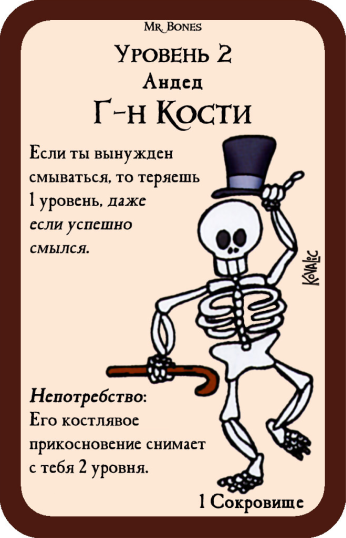 Mr. Bones
Уровень 2
Андед
Г-н Кости
Если ты вынужден
смываться, то теряешь
1 уровень, даже
если успешно
смылся.
Kovalic
Непотребство:
Его костлявое
прикосновение снимает
с тебя 2 уровня.
1 Сокровище